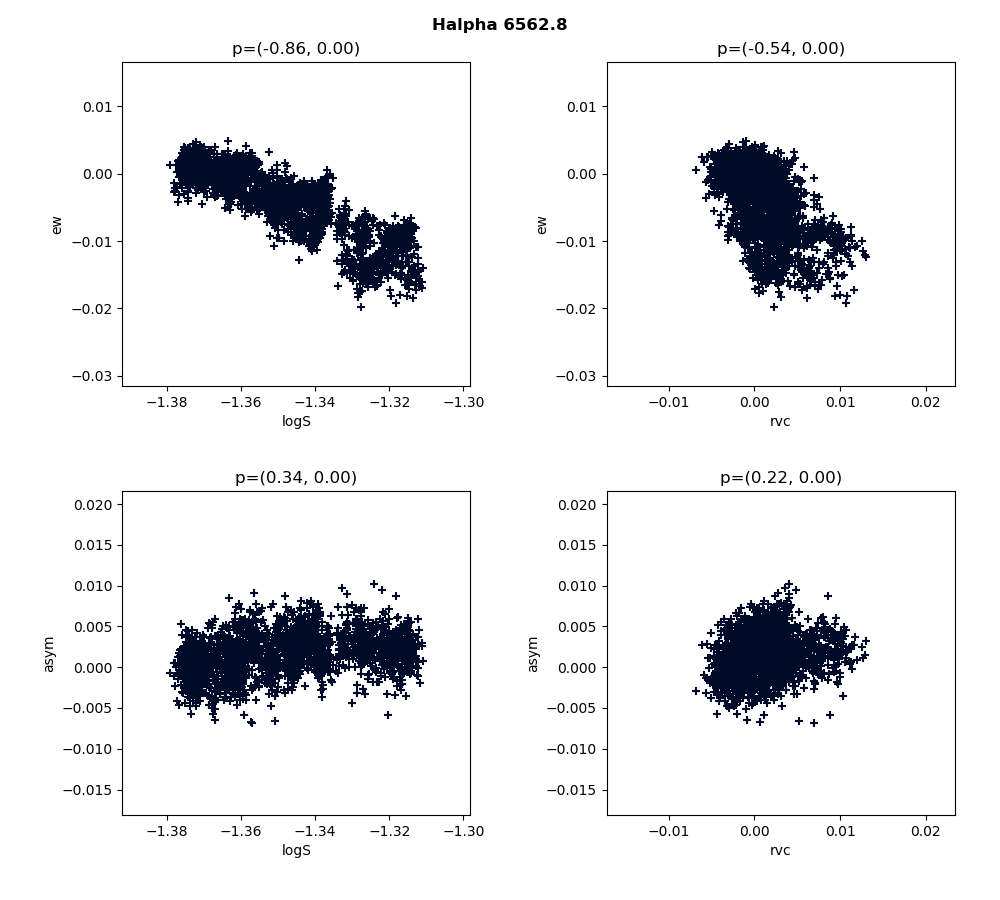 Halpha 6562.8
p=(-0.86, 0.00)
p=(-0.54, 0.00)
0.01
0.00
−0.01
−0.02
−0.03
ew
−1.38 −1.36 −1.34 −1.32 −1.30
logS
0.01
0.00
−0.01
−0.02
−0.03
ew
−0.01 0.00 0.01 0.02
rvc
p=(0.34, 0.00)
p=(0.22, 0.00)
0.020
0.015
0.010
0.005
0.000
−0.005
−0.010
−0.015
asym
−1.38 −1.36 −1.34 −1.32 −1.30
logS
0.020
0.015
0.010
0.005
0.000
−0.005
−0.010
−0.015
asym
−0.01 0.00 0.01 0.02
rvc